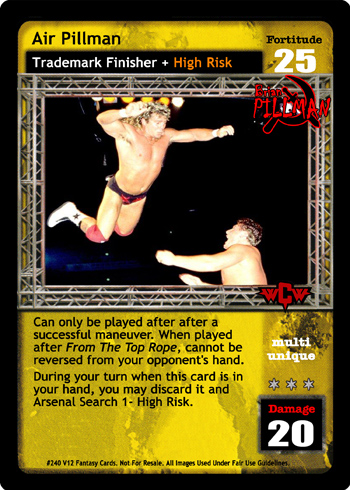 Air Pillman
Fortitude
25
Trademark Finisher + High Risk
Brian
PILLMAN
WCW
Can only be played after after a
successful maneuver. When played
after From The Top Rope, cannot be
reversed from your opponent's hand.
During your turn when this card is in
your hand, you may discard it and
Arsenal Search 1- High Risk.
multi
unique
Damage
20
#240 V12 Fantasy Cards. Not For Resale. All Images Used Under Fair Use Guidelines.